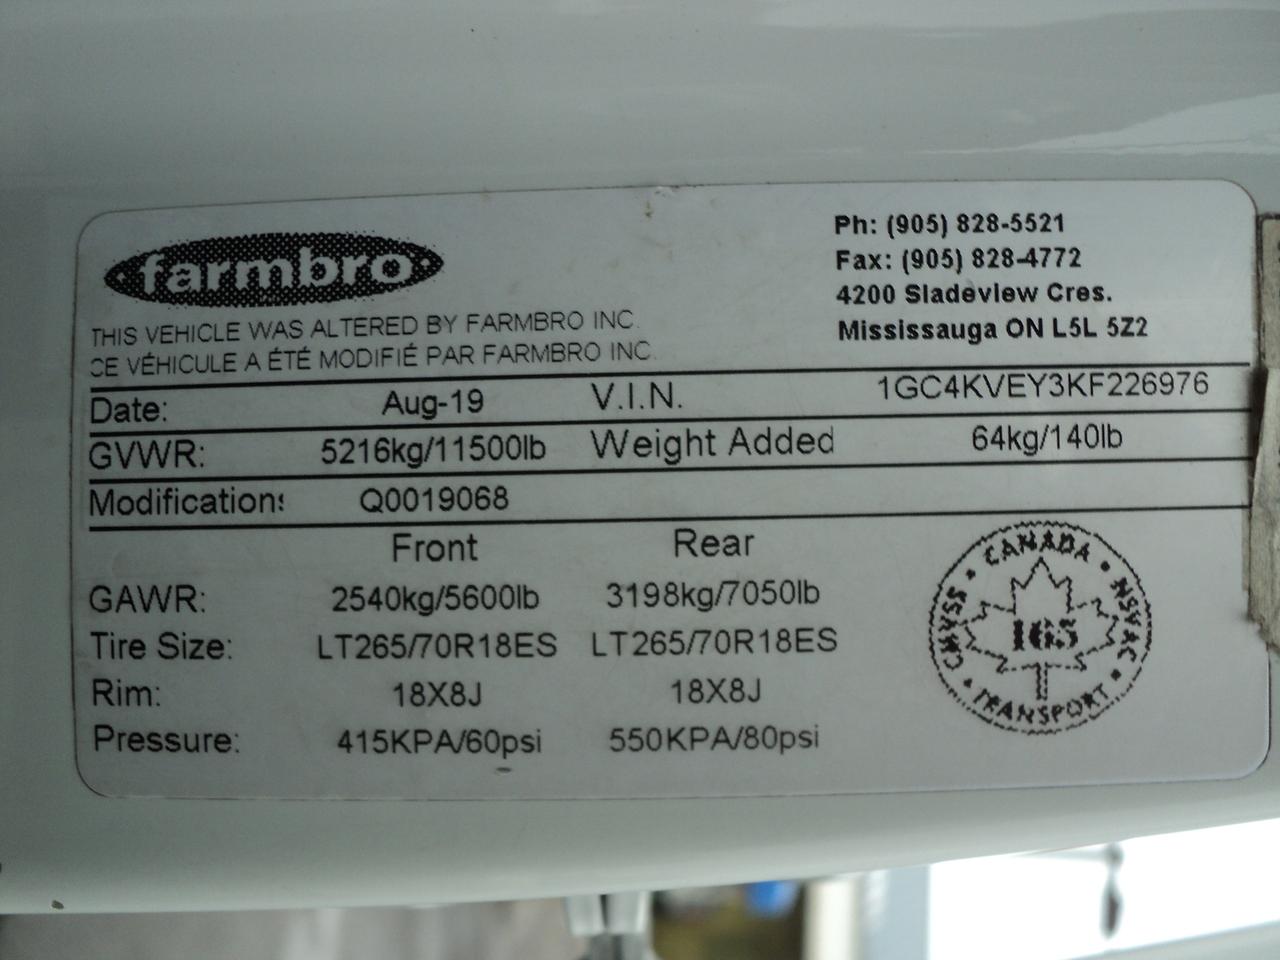 farmbro
Ph: (905) 828-5521
Fax: (905) 828-4772
4200 Sladeview Cres.
Mississauga ON L5L 5Z2
THIS VEHICLE WAS ALTERED BY FARMBRO INC.
CE VÉHICULE A ÉTÉ MODIFIÉ PAR FARMBRO INC.
Date: Aug-19 V.I.N. 1GC4KVEY3KF226976
GVWR: 5216kg/11500lb Weight Added 64kg/140lb
Modification: Q0019068
Front Rear
GAWR: 2540kg/5600lb 3198kg/7050lb
Tire Size: LT265/70R18ES LT265/70R18ES
Rim: 18X8J 18X8J
Pressure: 415KPA/60psi 550KPA/80psi
CANADA
NSVAC
TRANSPORT
CMVSS